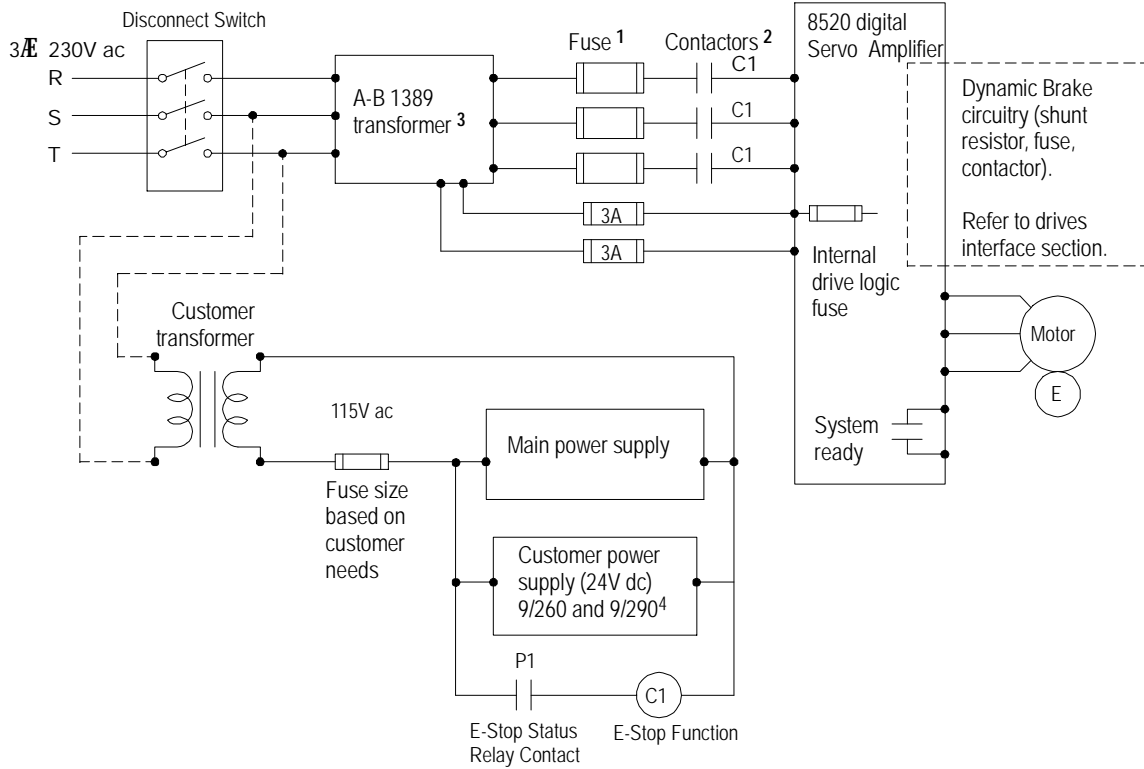 Disconnect Switch
3Æ 230V ac
R
S
T
A-B 1389
transformer 3
Fuse 1
Contactors 2
C1
C1
C1
3A
3A
8520 digital
Servo Amplifier
Internal
drive logic
fuse
Dynamic Brake
circuitry (shunt
resistor, fuse,
contactor).
Refer to drives
interface section.
Motor
E
System
ready
Customer
transformer
115V ac
Fuse size
based on
customer
needs
Main power supply
Customer power
supply (24V dc)
9/260 and 9/2904
P1
C1
E-Stop Status
Relay Contact
E-Stop Function